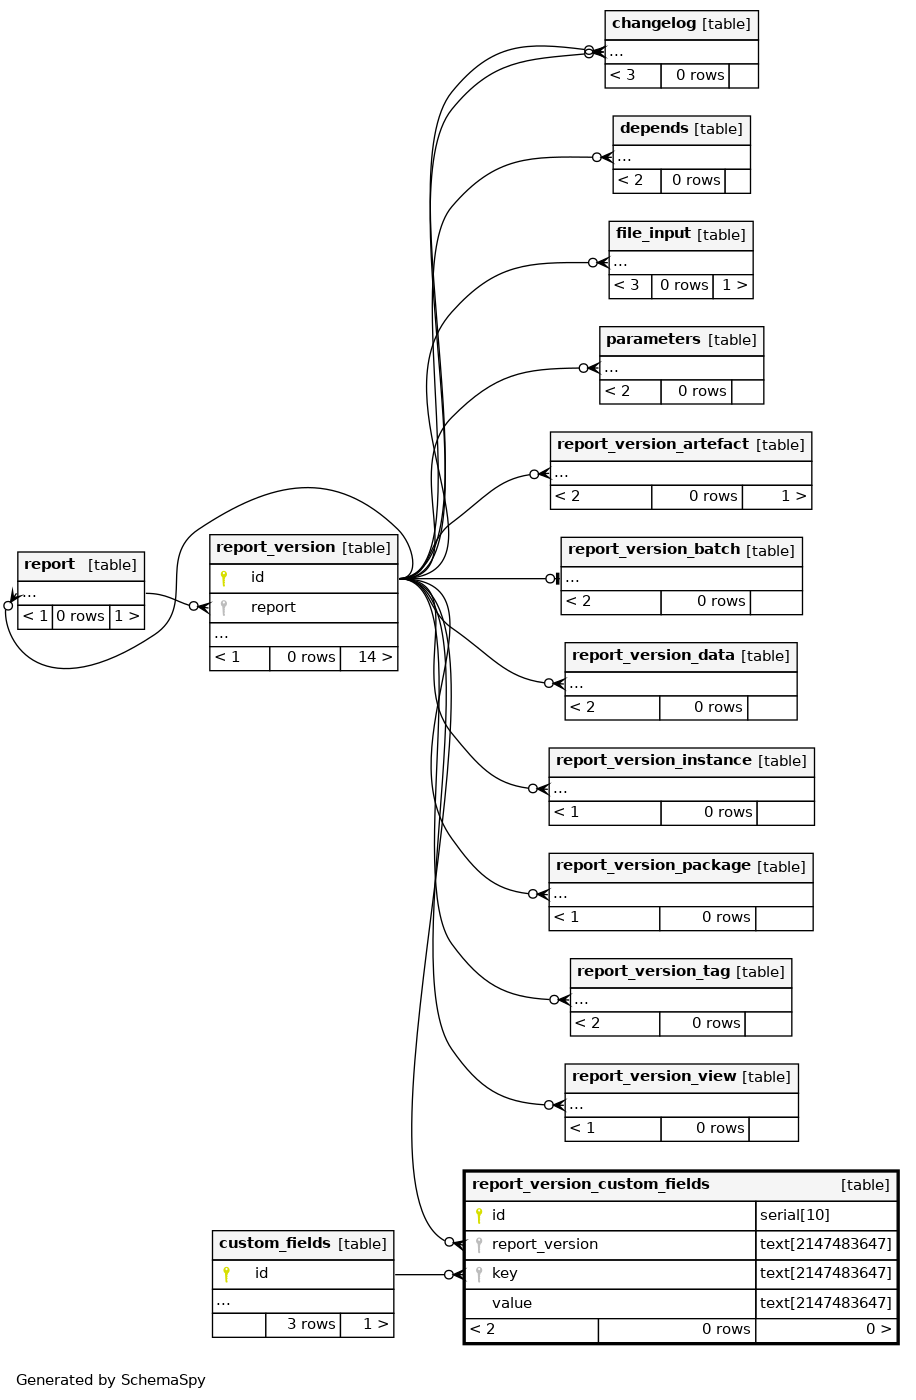 changelog [table]
...
< 3 0 rows
depends [table]
...
< 2 0 rows
file_input [table]
...
< 3 0 rows 1 >
parameters [table]
...
< 2 0 rows
report_version_artefact [table]
...
< 2 0 rows 1 >
report_version_batch [table]
...
< 2 0 rows
report_version_data [table]
...
< 2 0 rows
report_version_instance [table]
...
< 1 0 rows
report_version_package [table]
...
< 1 0 rows
report_version_tag [table]
...
< 2 0 rows
report_version_view [table]
...
< 1 0 rows
report [table]
...
< 1 0 rows 1 >
report_version [table]
id
report
...
< 1 0 rows 14 >
report_version_custom_fields [table]
id serial[10]
report_version text[2147483647]
key text[2147483647]
value text[2147483647]
< 2 0 rows 0 >
custom_fields [table]
id
...
3 rows 1 >
Generated by SchemaSpy